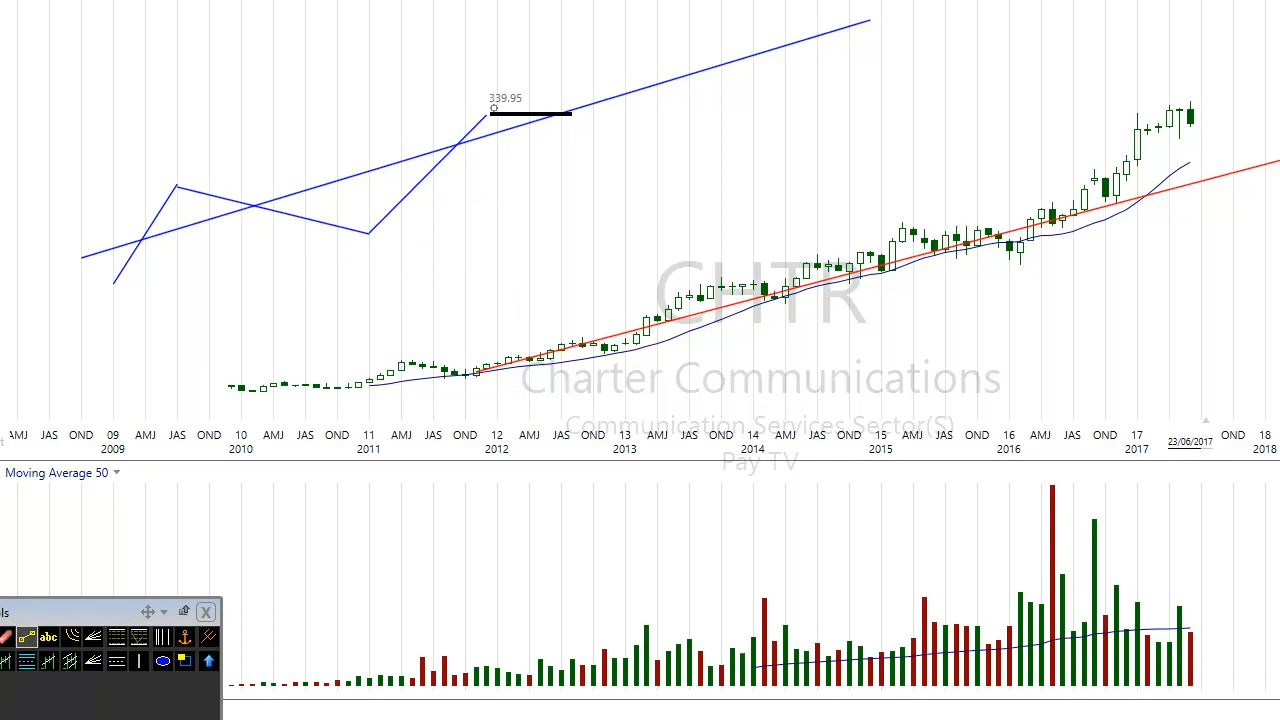 339.95
CHTR
Charter Communications
Communication Services Sector(S)
Pay TV
AMJ JAS OND 09 AMJ JAS OND 10 AMJ JAS OND 11 AMJ JAS OND 12 AMJ JAS OND 13 AMJ JAS OND 14 AMJ JAS OND 15 AMJ JAS OND 16 AMJ JAS OND 17 OND 18
2009 2010 2011 2012 2013 2014 2015 2016 2017 23/06/2017 2018
Moving Average 50
ols
abc